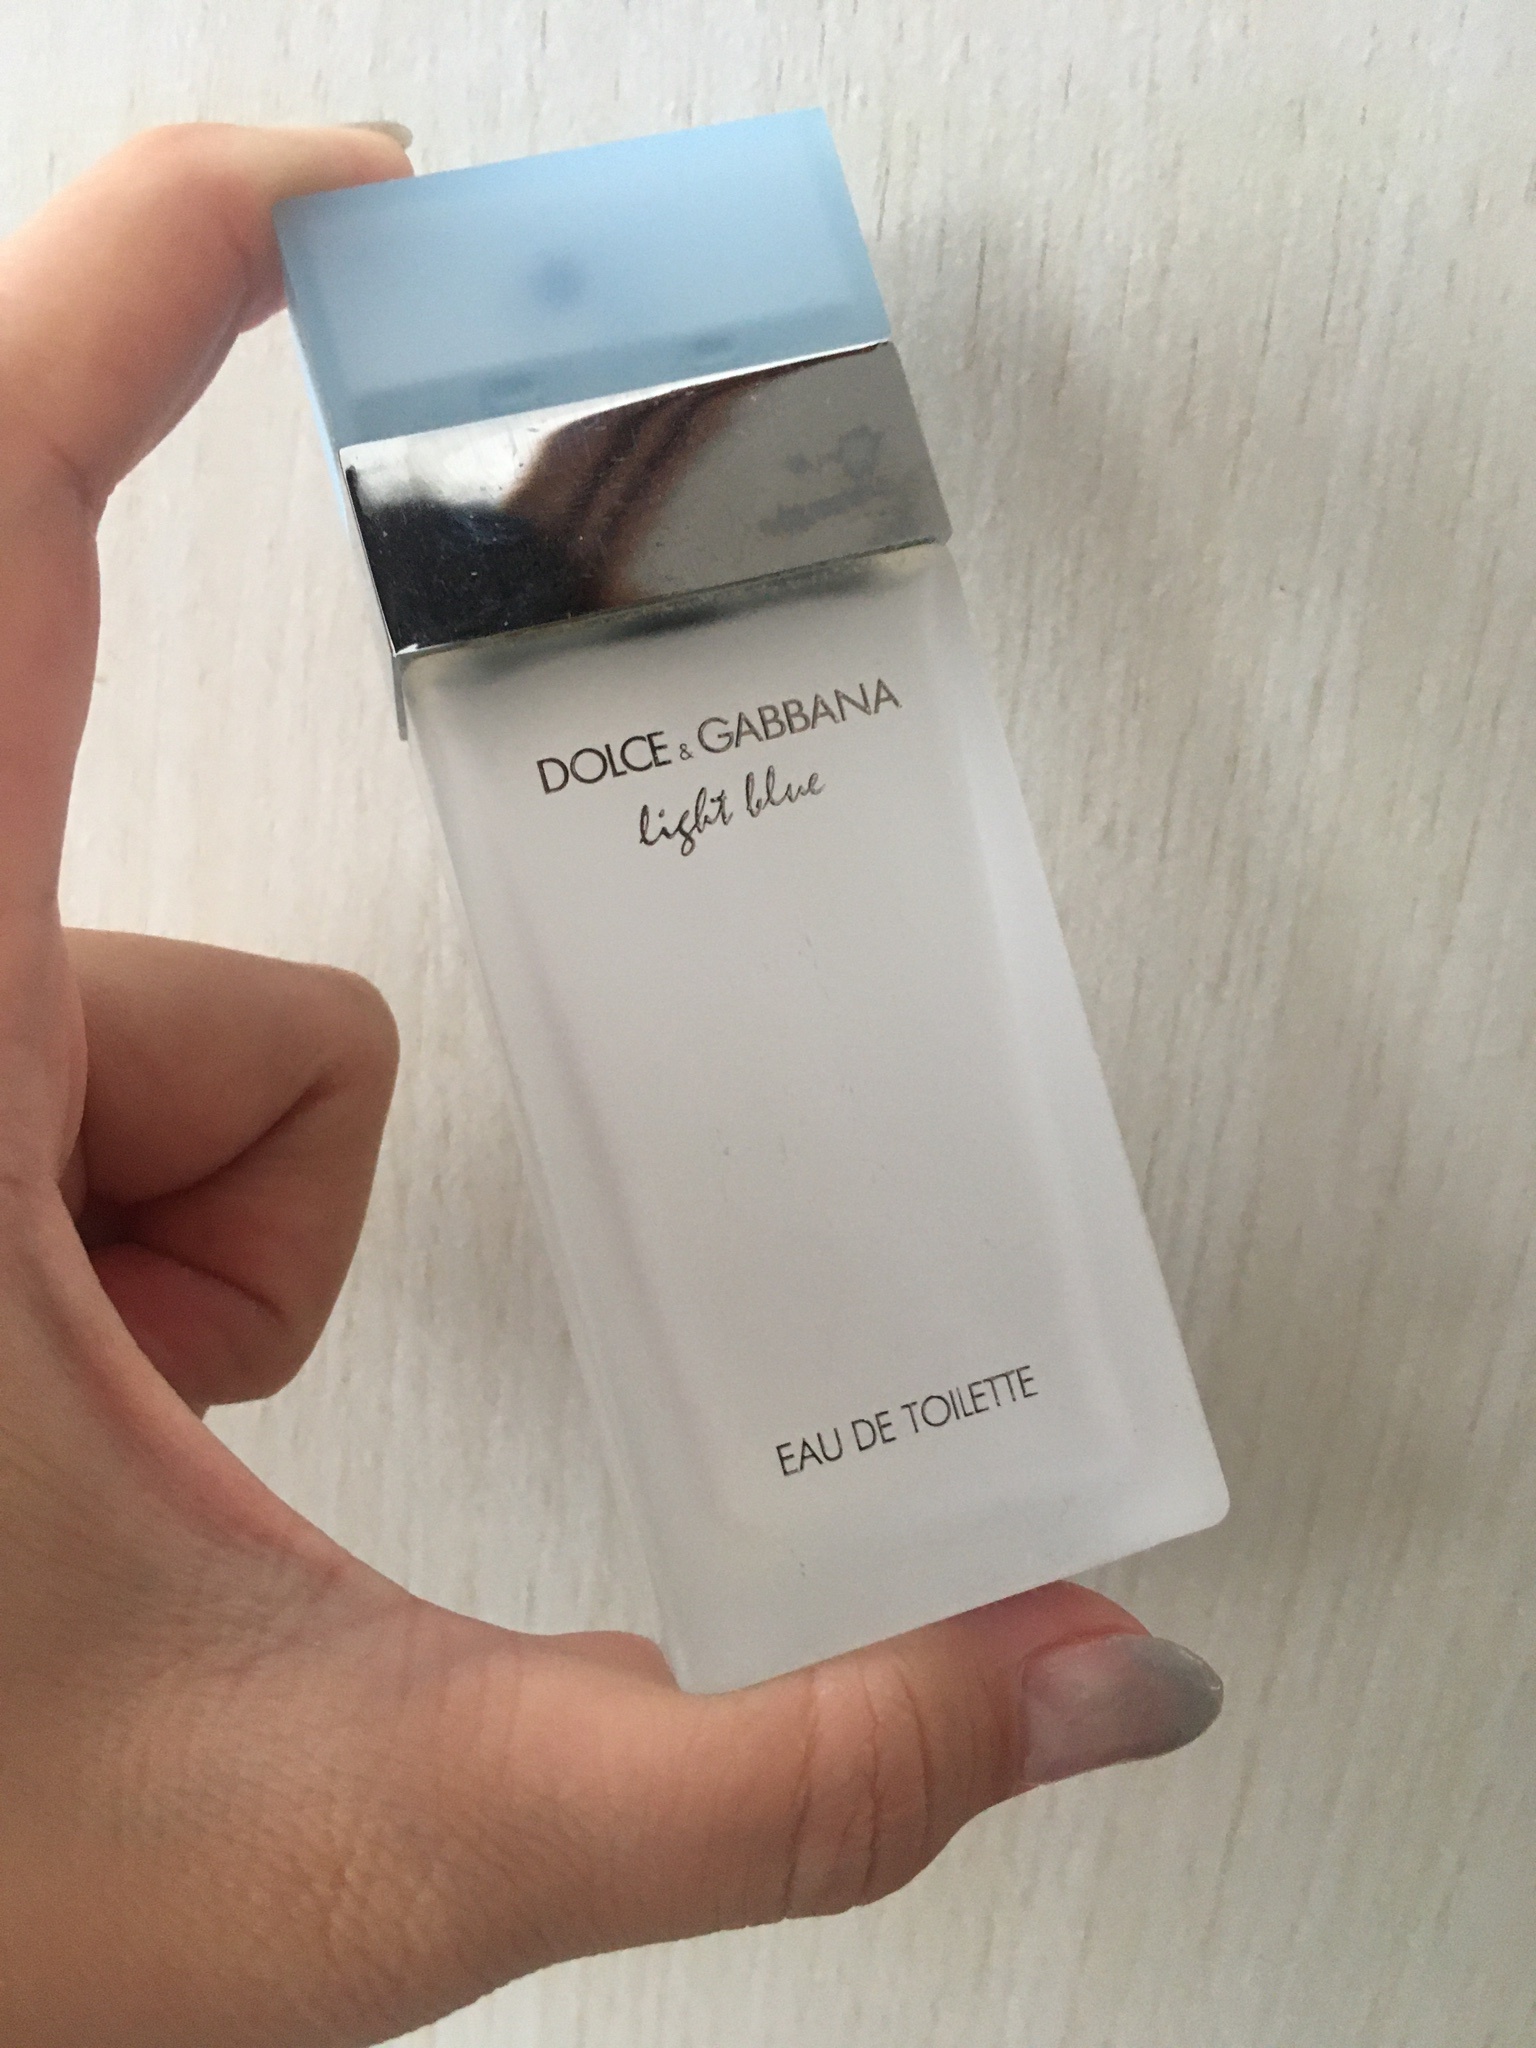 DOLCE & GABBANA
light blue
EAU DE TOILETTE